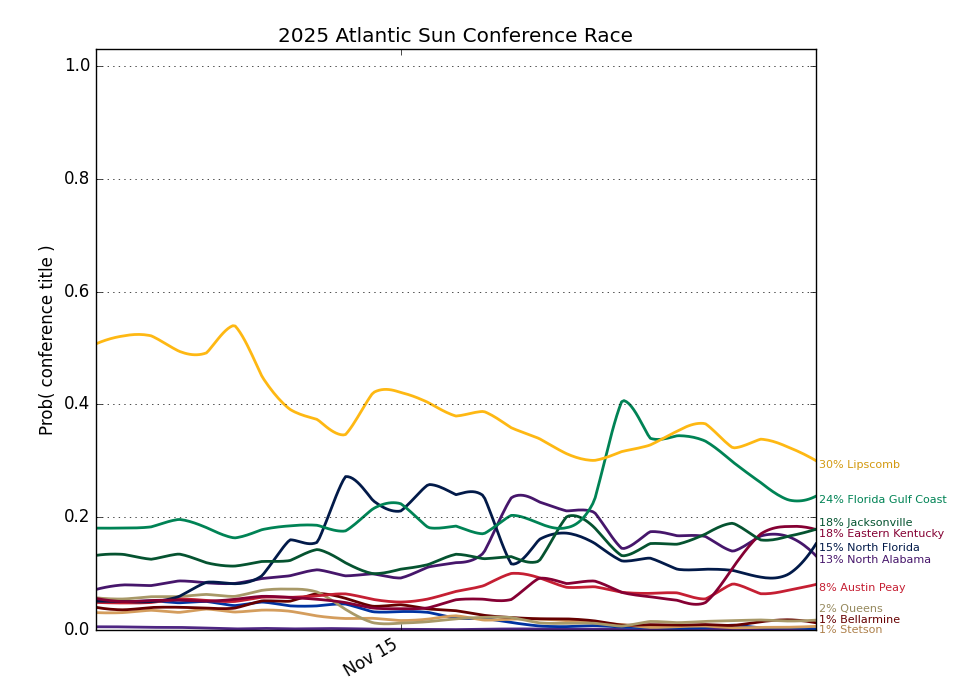 2025 Atlantic Sun Conference Race
1.0
0.8
0.6
0.4
0.2
0.0
Prob( conference title )
Nov 15
30% Lipscomb
24% Florida Gulf Coast
18% Jacksonville
18% Eastern Kentucky
15% North Florida
13% North Alabama
8% Austin Peay
2% Queens
1% Bellarmine
1% Stetson